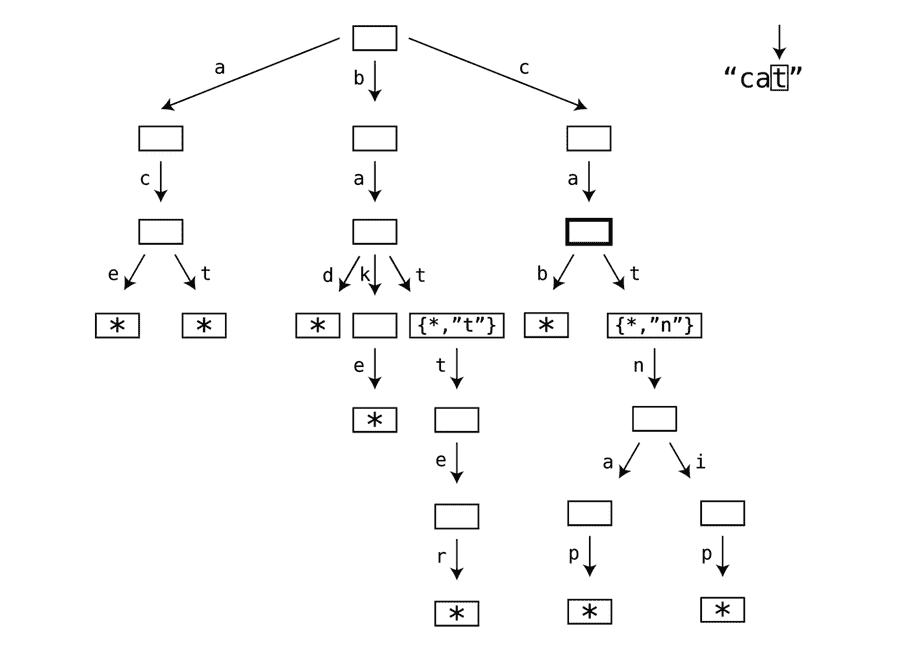 a b c
“cat”
c a a
e t d k t b t
* * * {*,”t”} * {*,”n”}
e t n
*
e a i
r p p
* * *